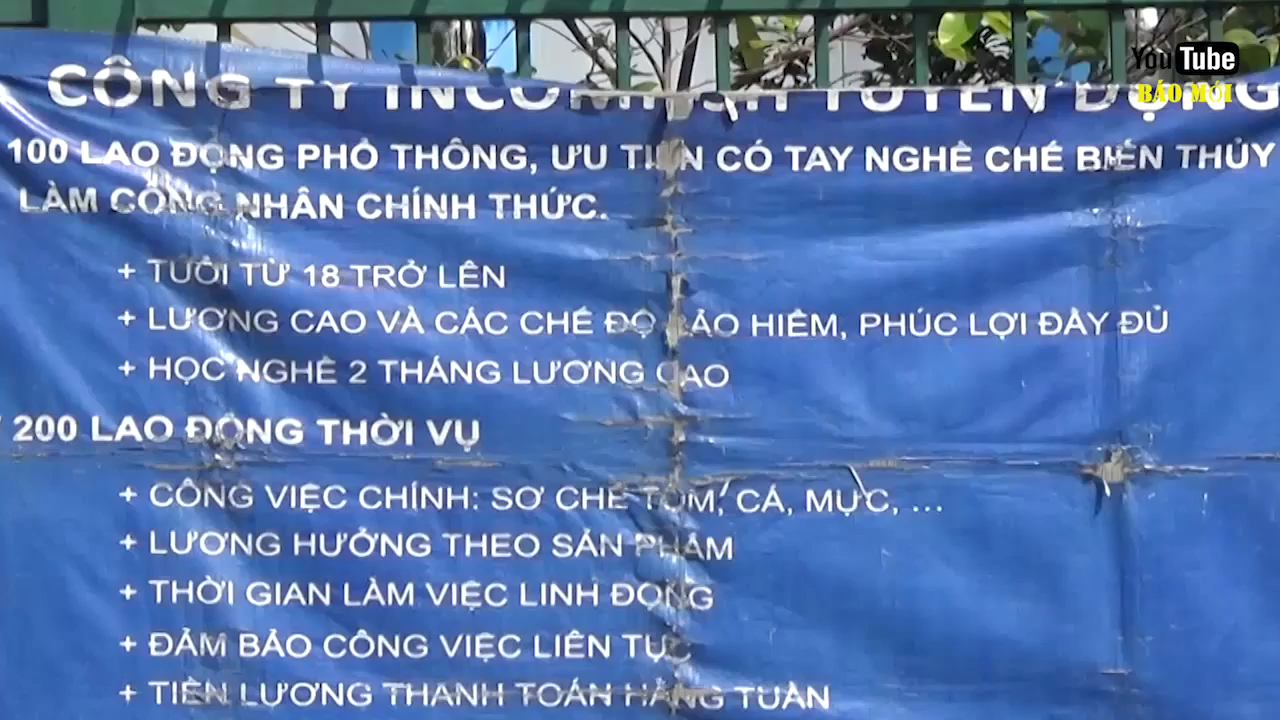 YouTube
BÁO MỚI
CÔNG TY INCOMFISH TUYỂN DỤNG
100 LAO ĐỘNG PHỔ THÔNG, ƯU TIÊN CÓ TAY NGHỀ CHẾ BIẾN THỦY
LÀM CÔNG NHÂN CHÍNH THỨC.
+ TUỔI TỪ 18 TRỞ LÊN
+ LƯƠNG CAO VÀ CÁC CHẾ ĐỘ BẢO HIỂM, PHÚC LỢI ĐẦY ĐỦ
+ HỌC NGHỀ 2 THÁNG LƯƠNG CAO
200 LAO ĐỘNG THỜI VỤ
+ CÔNG VIỆC CHÍNH: SƠ CHẾ TÔM, CÁ, MỰC, ...
+ LƯƠNG HƯỞNG THEO SẢN PHẨM
+ THỜI GIAN LÀM VIỆC LINH ĐỘNG
+ ĐẢM BẢO CÔNG VIỆC LIÊN TỤC
+ TIỀN LƯƠNG THANH TOÁN HẰNG TUẦN